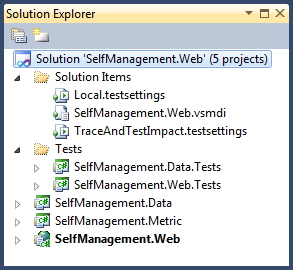 Solution Explorer
Solution 'SelfManagement.Web' (5 projects)
Solution Items
Local.testsettings
SelfManagement.Web.vsmdi
TraceAndTestImpact.testsettings
Tests
SelfManagement.Data.Tests
SelfManagement.Web.Tests
SelfManagement.Data
SelfManagement.Metric
SelfManagement.Web